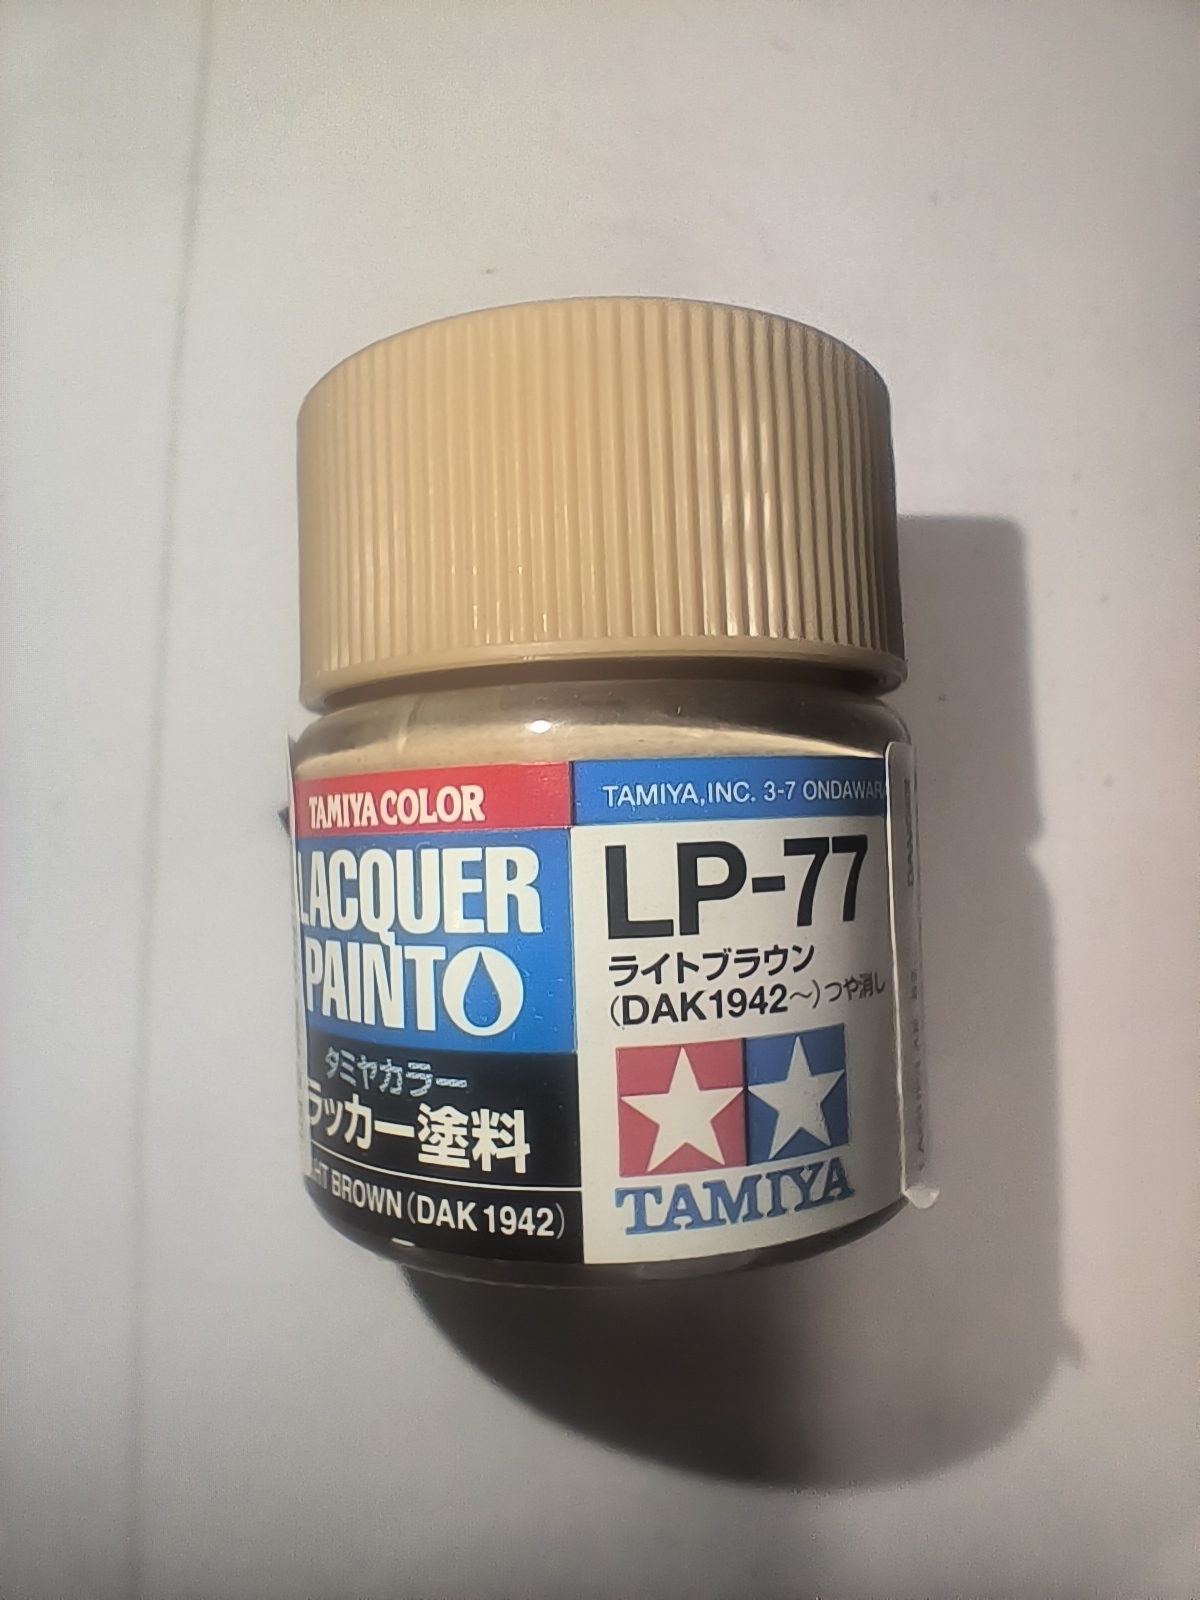 TAMIYA COLOR
LACQUER
PAINT
タミヤカラー
ラッカー塗料
BROWN (DAK 1942)
TAMIYA, INC. 3-7 ONDAWAR
LP-77
ライトブラウン
(DAK1942～)つや消し
TAMIYA
DANGER